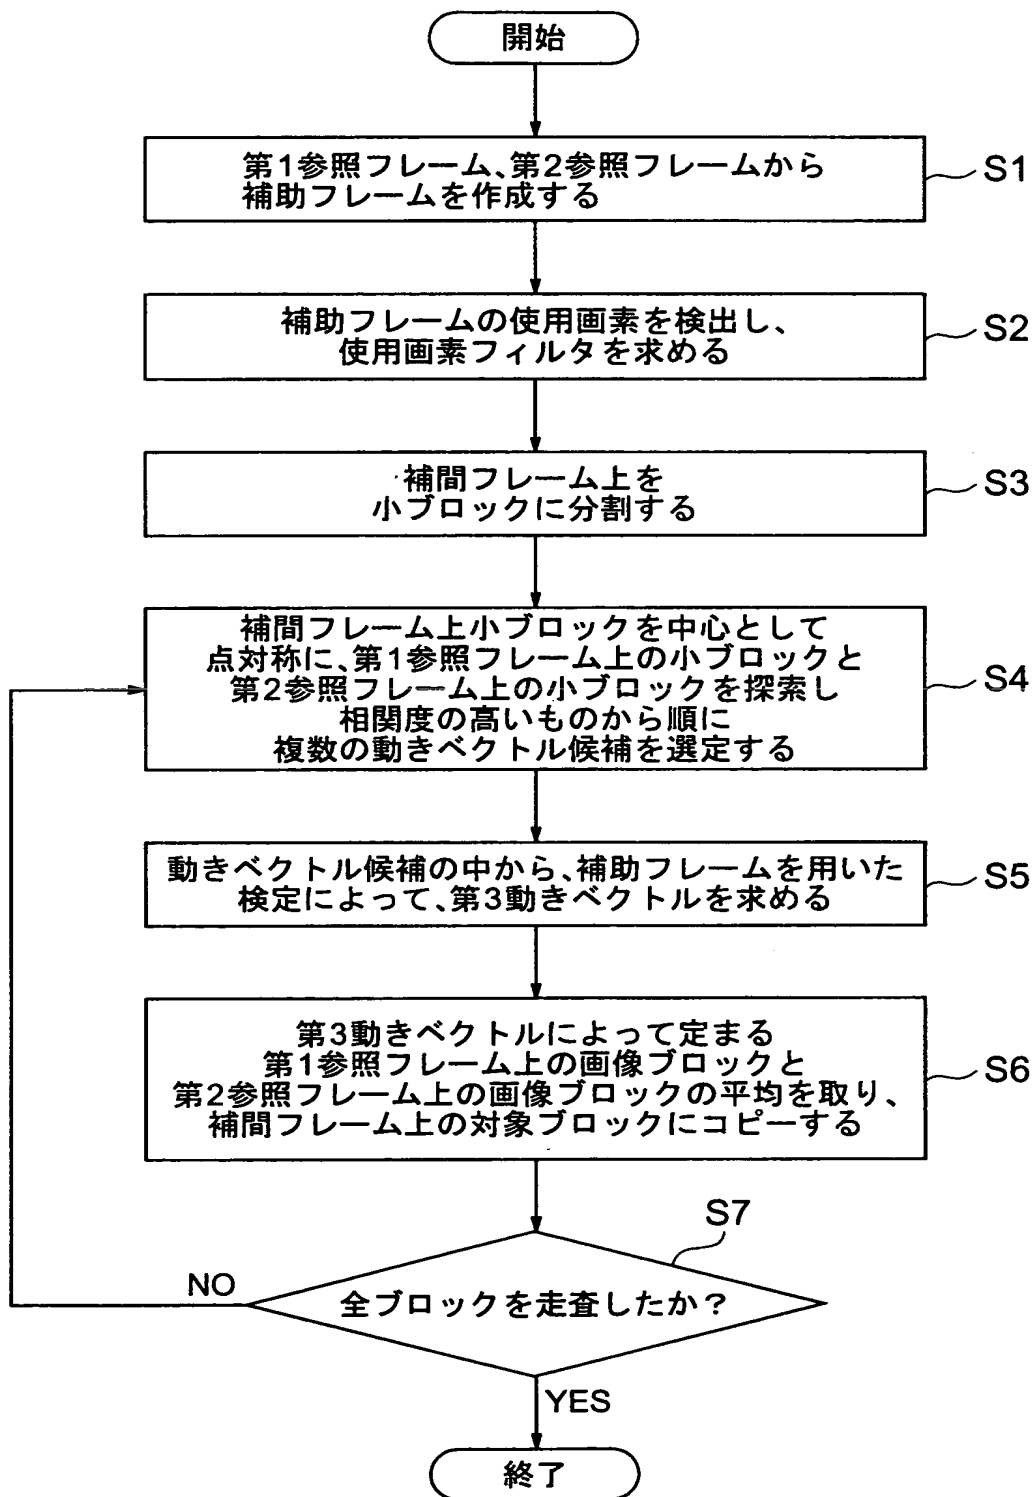 開始
第1参照フレーム、第2参照フレームから
補助フレームを作成する
S1
補助フレームの使用画素を検出し、
使用画素フィルタを求める
S2
補間フレーム上を
小ブロックに分割する
S3
補間フレーム上小ブロックを中心として
点対称に、第1参照フレーム上の小ブロックと
第2参照フレーム上の小ブロックを探索し
相関度の高いものから順に
複数の動きベクトル候補を選定する
S4
動きベクトル候補の中から、補助フレームを用いた
検定によって、第3動きベクトルを求める
S5
第3動きベクトルによって定まる
第1参照フレーム上の画像ブロックと
第2参照フレーム上の画像ブロックの平均を取り、
補間フレーム上の対象ブロックにコピーする
S6
S7
NO
全ブロックを走査したか？
YES
終了